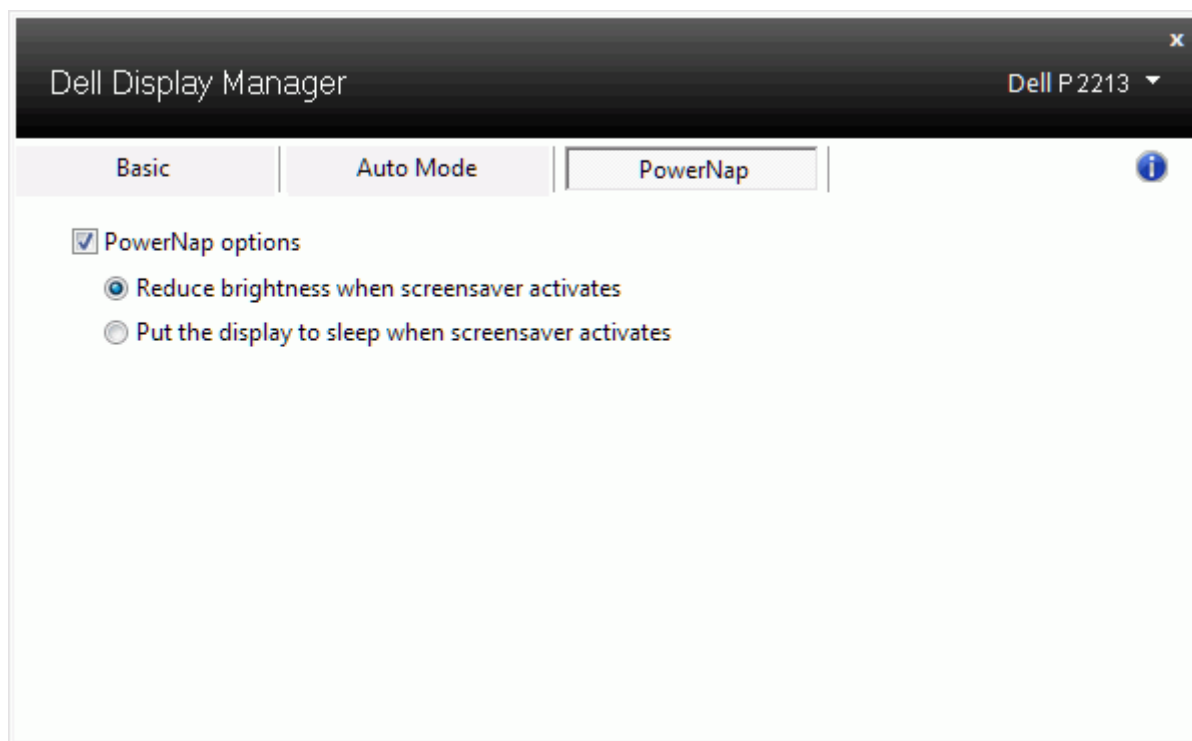 x
Dell Display Manager
Dell P2213
Basic
Auto Mode
PowerNap
PowerNap options
Reduce brightness when screensaver activates
Put the display to sleep when screensaver activates